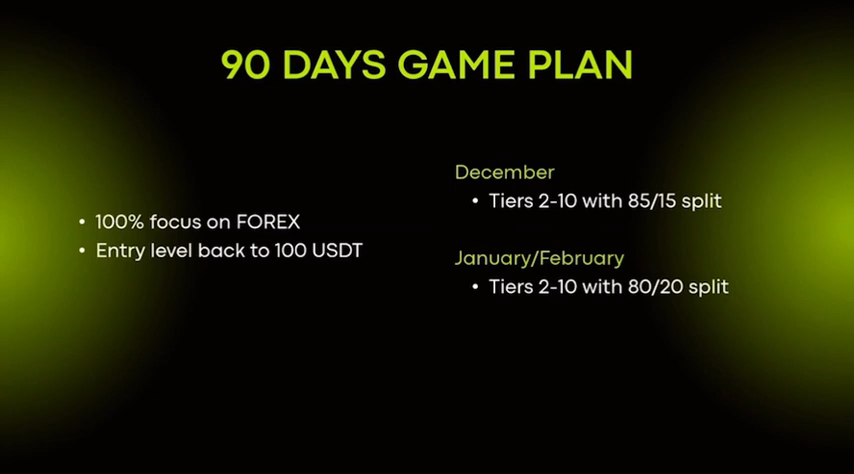 90 DAYS GAME PLAN
• 100% focus on FOREX
• Entry level back to 100 USDT
December
• Tiers 2-10 with 85/15 split
January/February
• Tiers 2-10 with 80/20 split